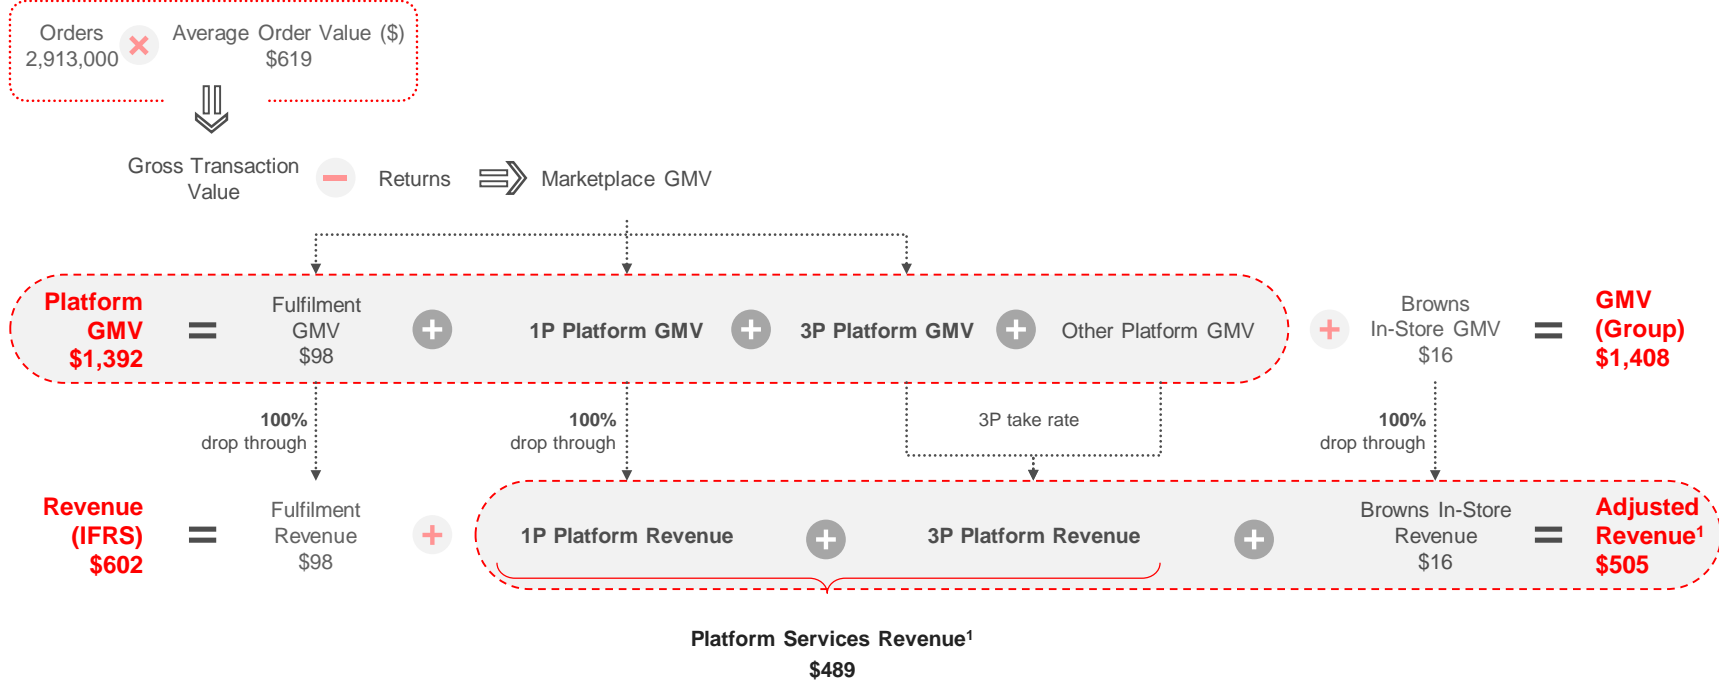 Orders
2,913,000
Average Order Value ($)
$619
Gross Transaction
Value
Returns
Marketplace GMV
Platform
GMV
$1,392
Fulfilment
GMV
$98
1P Platform GMV
3P Platform GMV
Other Platform GMV
Browns
In-Store GMV
$16
GMV
(Group)
$1,408
100%
drop through
100%
drop through
3P take rate
100%
drop through
Revenue
(IFRS)
$602
Fulfilment
Revenue
$98
1P Platform Revenue
3P Platform Revenue
Browns In-Store
Revenue
$16
Adjusted
Revenue¹
$505
Platform Services Revenue¹
$489